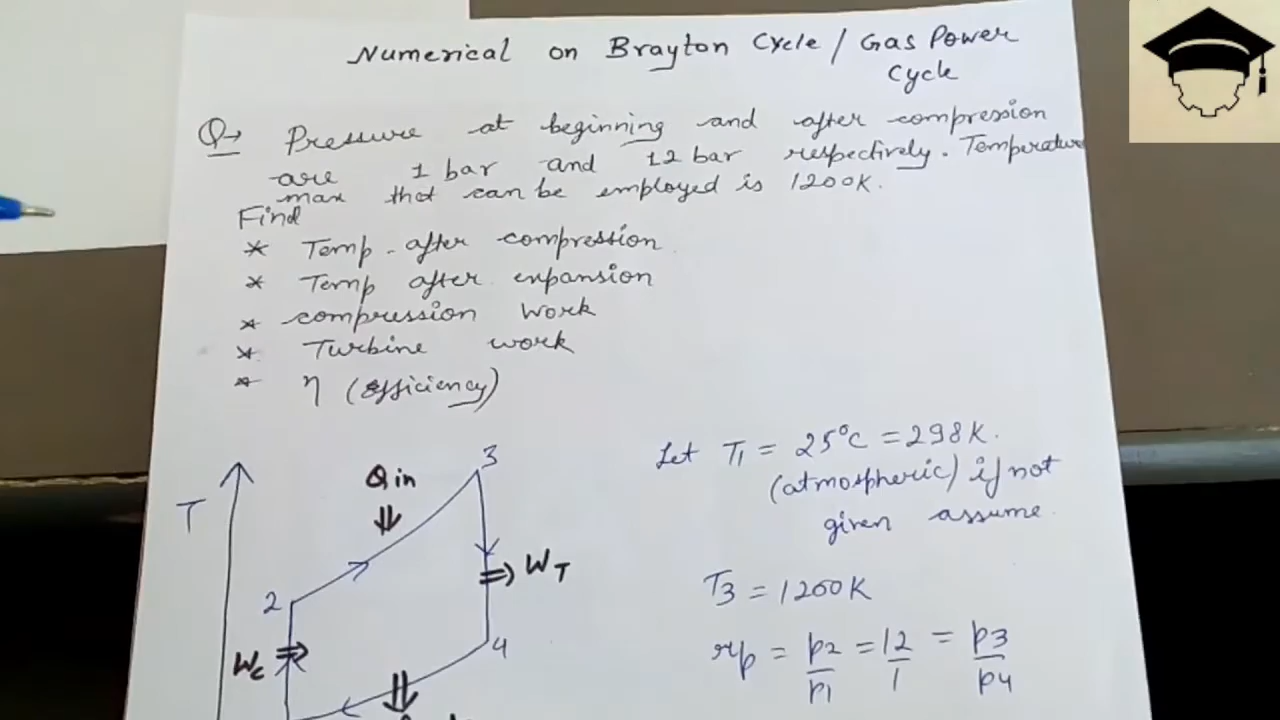 Numerical on Brayton Cycle / Gas Power
Cycle
Q→ Pressure at beginning and after compression
are 1 bar and 12 bar respectively. Temperature
max that can be employed is 1200K.
Find
* Temp. after compression
* Temp after expansion
* compression work
* Turbine work
* η (efficiency)
Let T1 = 25°C = 298K.
(atmospheric) if not
given assume.
T3 = 1200K
rp = p2/p1 = 12/1 = p3/p4
T
3
Q in
WT
2
Wc
4